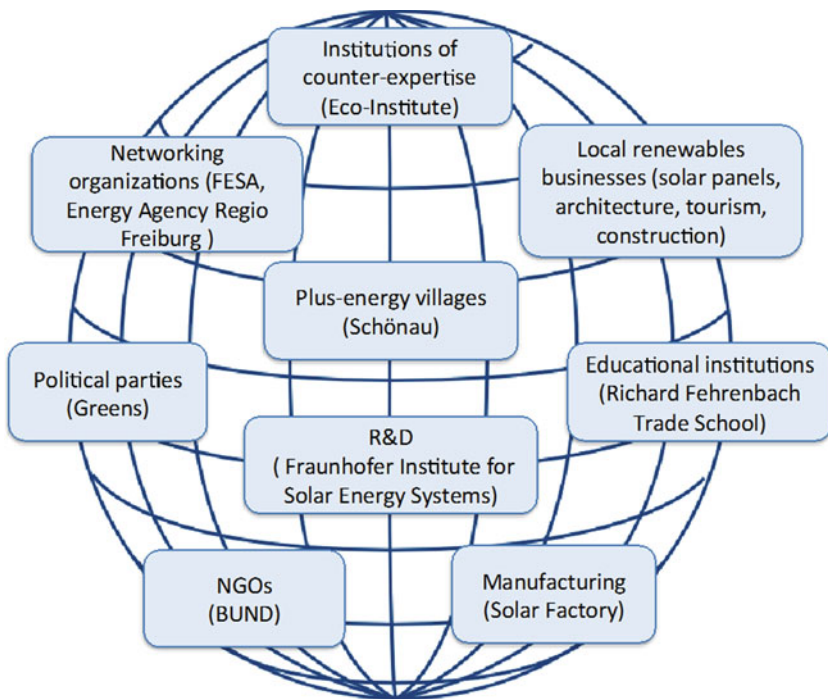 Institutions of
counter-expertise
(Eco-Institute)
Networking
organizations (FESA,
Energy Agency Regio
Freiburg )
Local renewables
businesses (solar panels,
architecture, tourism,
construction)
Plus-energy villages
(Schönau)
Political parties
(Greens)
Educational institutions
(Richard Fehrenbach
Trade School)
R&D
( Fraunhofer Institute for
Solar Energy Systems)
NGOs
(BUND)
Manufacturing
(Solar Factory)